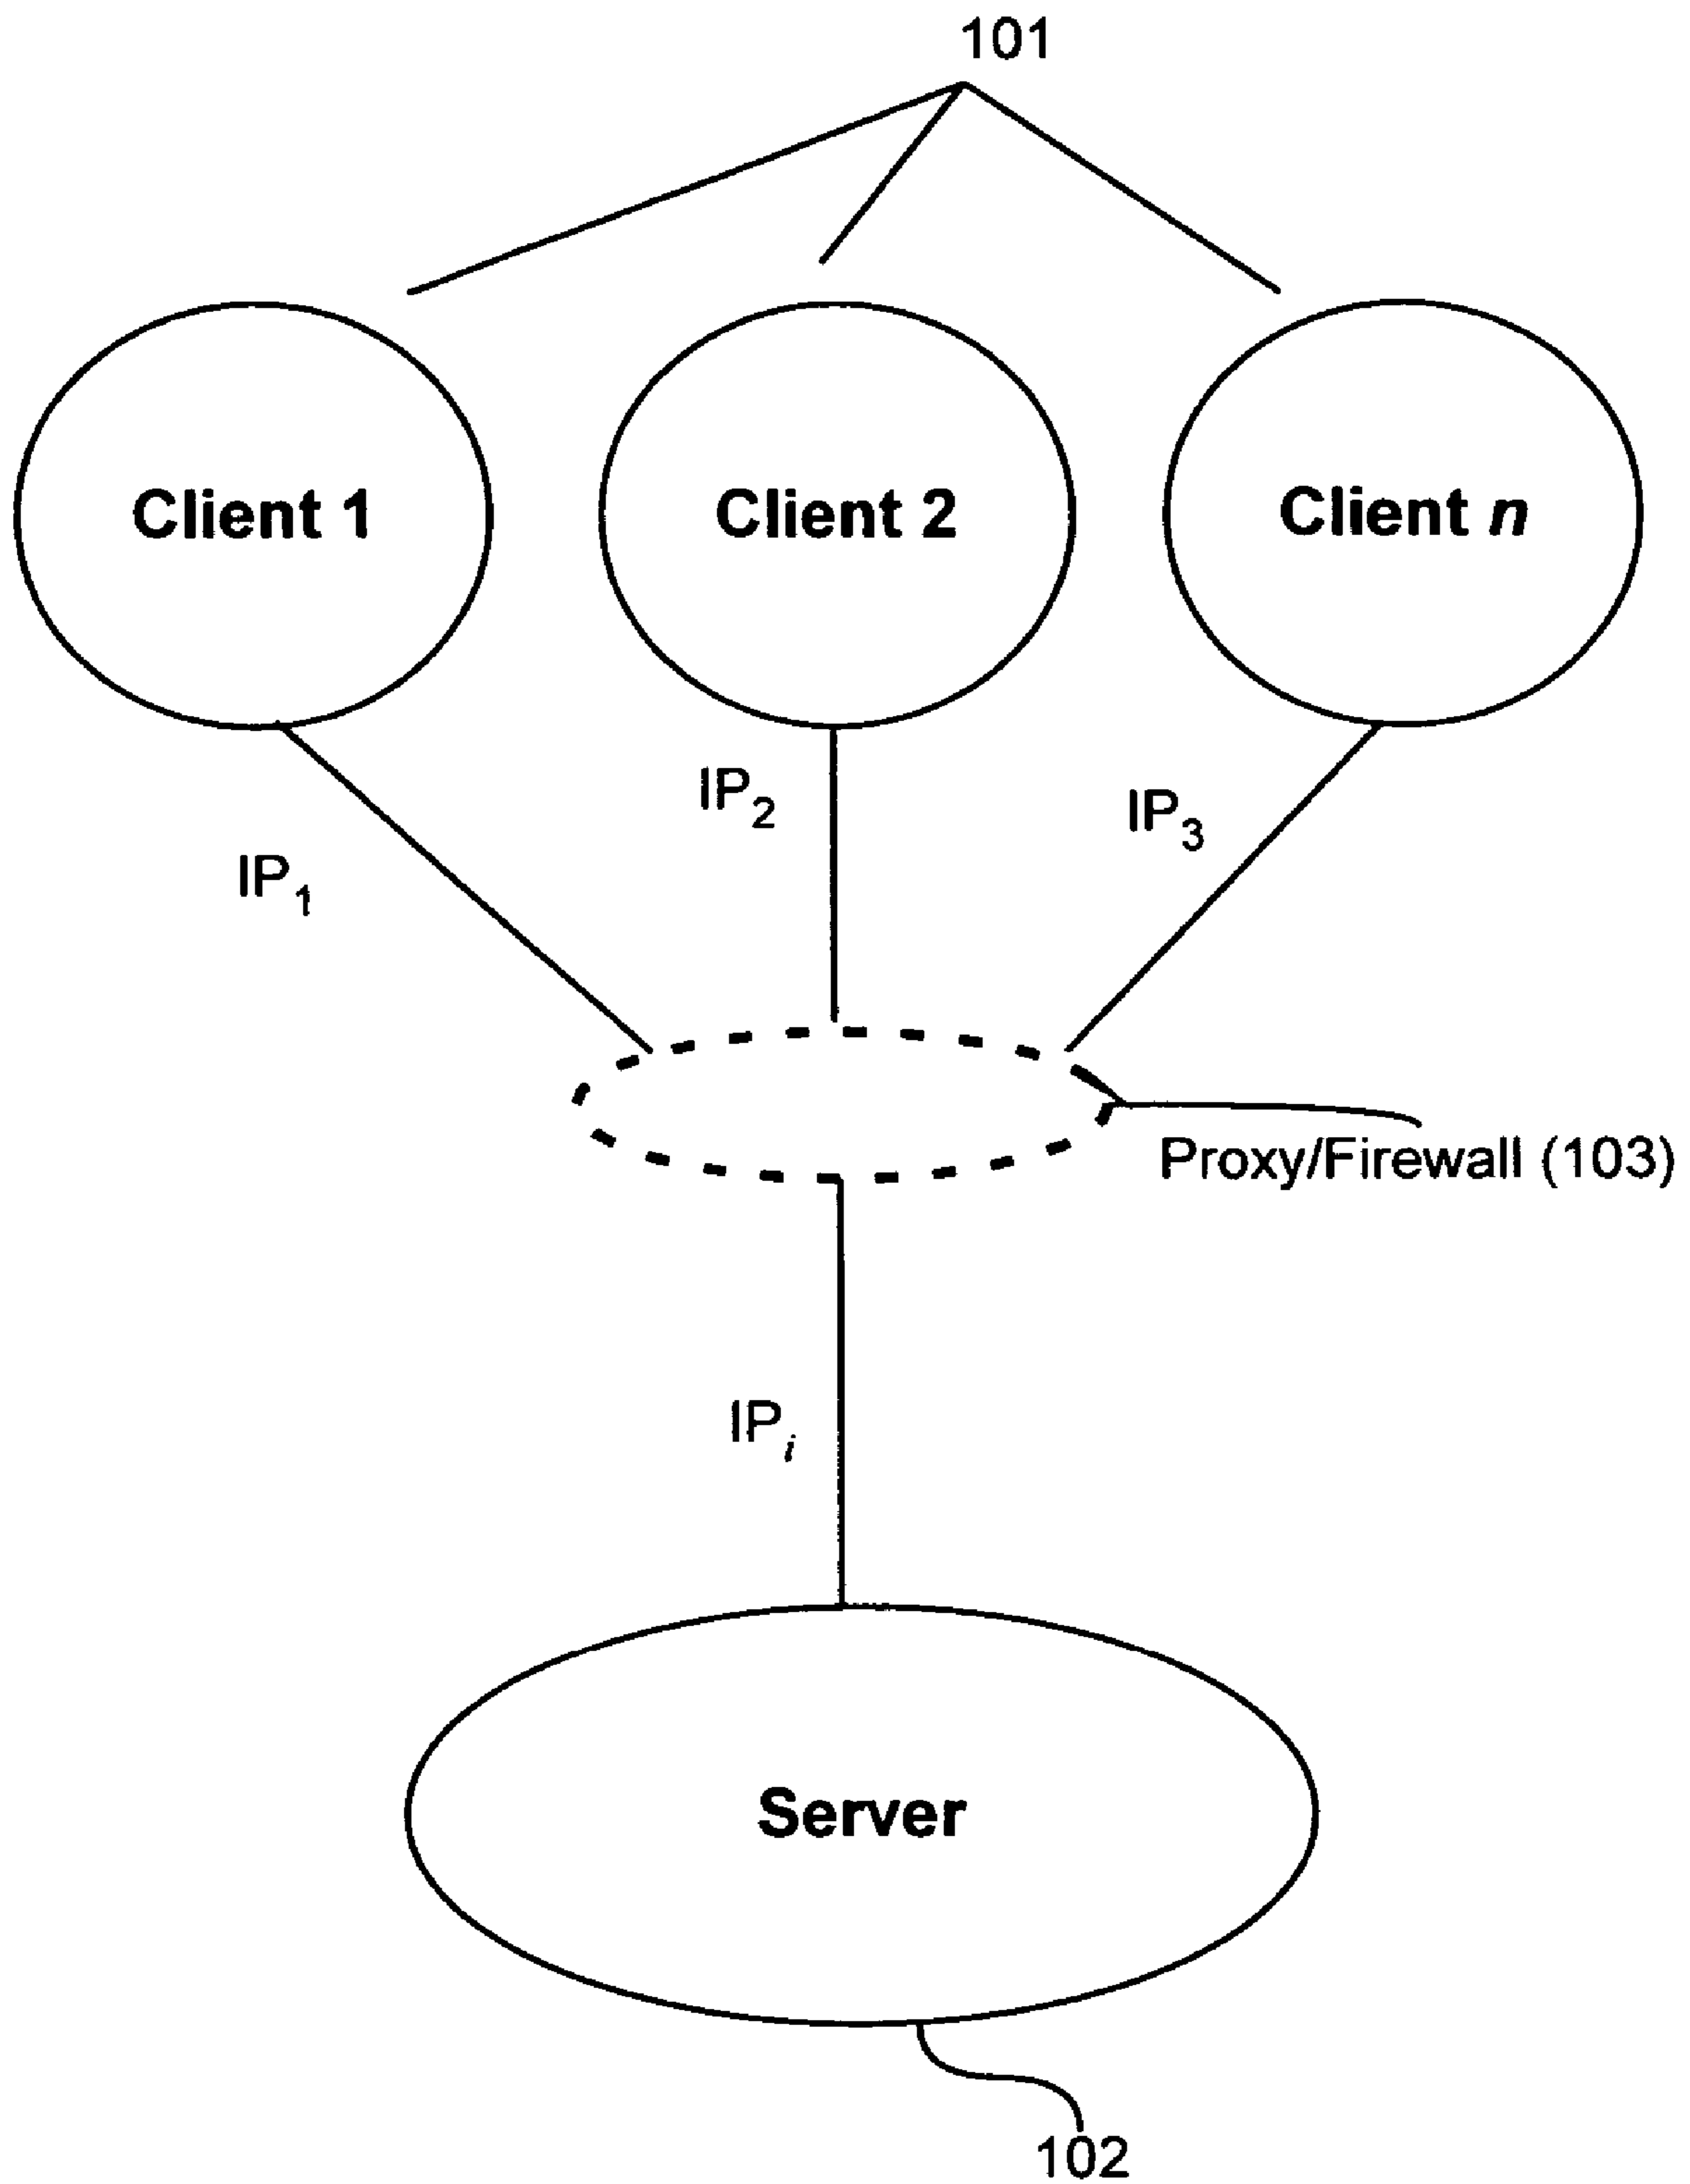 101
Client 1
Client 2
Client n
IP2
IP3
IP1
Proxy/Firewall (103)
IPi
Server
102